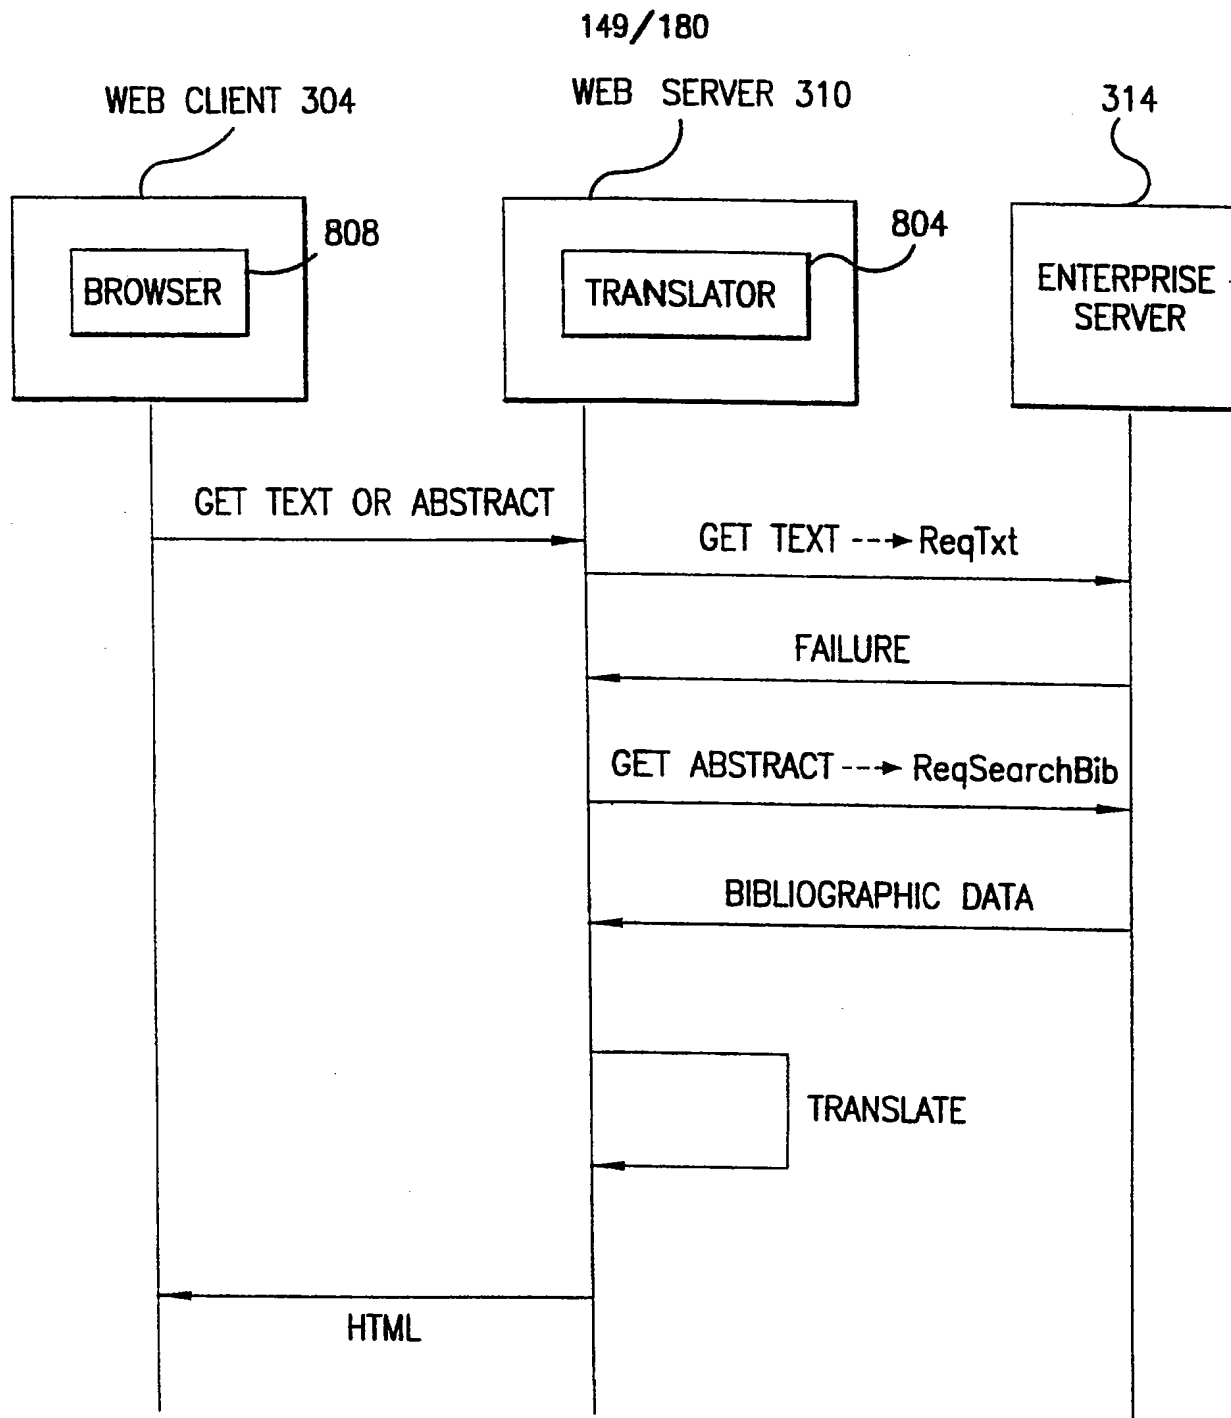 149/180
WEB CLIENT 304
WEB SERVER 310
314
808
804
BROWSER
TRANSLATOR
ENTERPRISE
SERVER
GET TEXT OR ABSTRACT
GET TEXT ---→ ReqTxt
FAILURE
GET ABSTRACT ---→ ReqSearchBib
BIBLIOGRAPHIC DATA
TRANSLATE
HTML